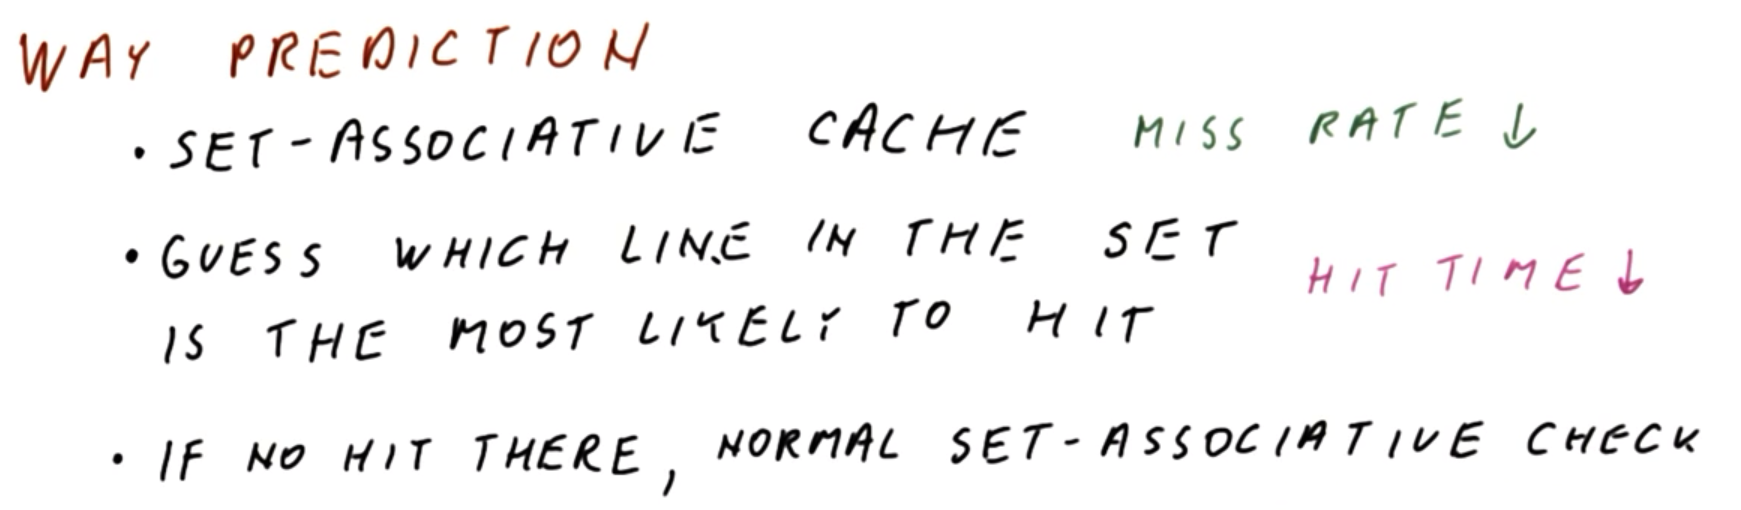 WAY PREDICTION
• SET-ASSOCIATIVE CACHE MISS RATE ↓
• GUESS WHICH LINE IN THE SET
HIT TIME ↓
IS THE MOST LIKELY TO HIT
• IF NO HIT THERE, NORMAL SET-ASSOCIATIVE CHECK